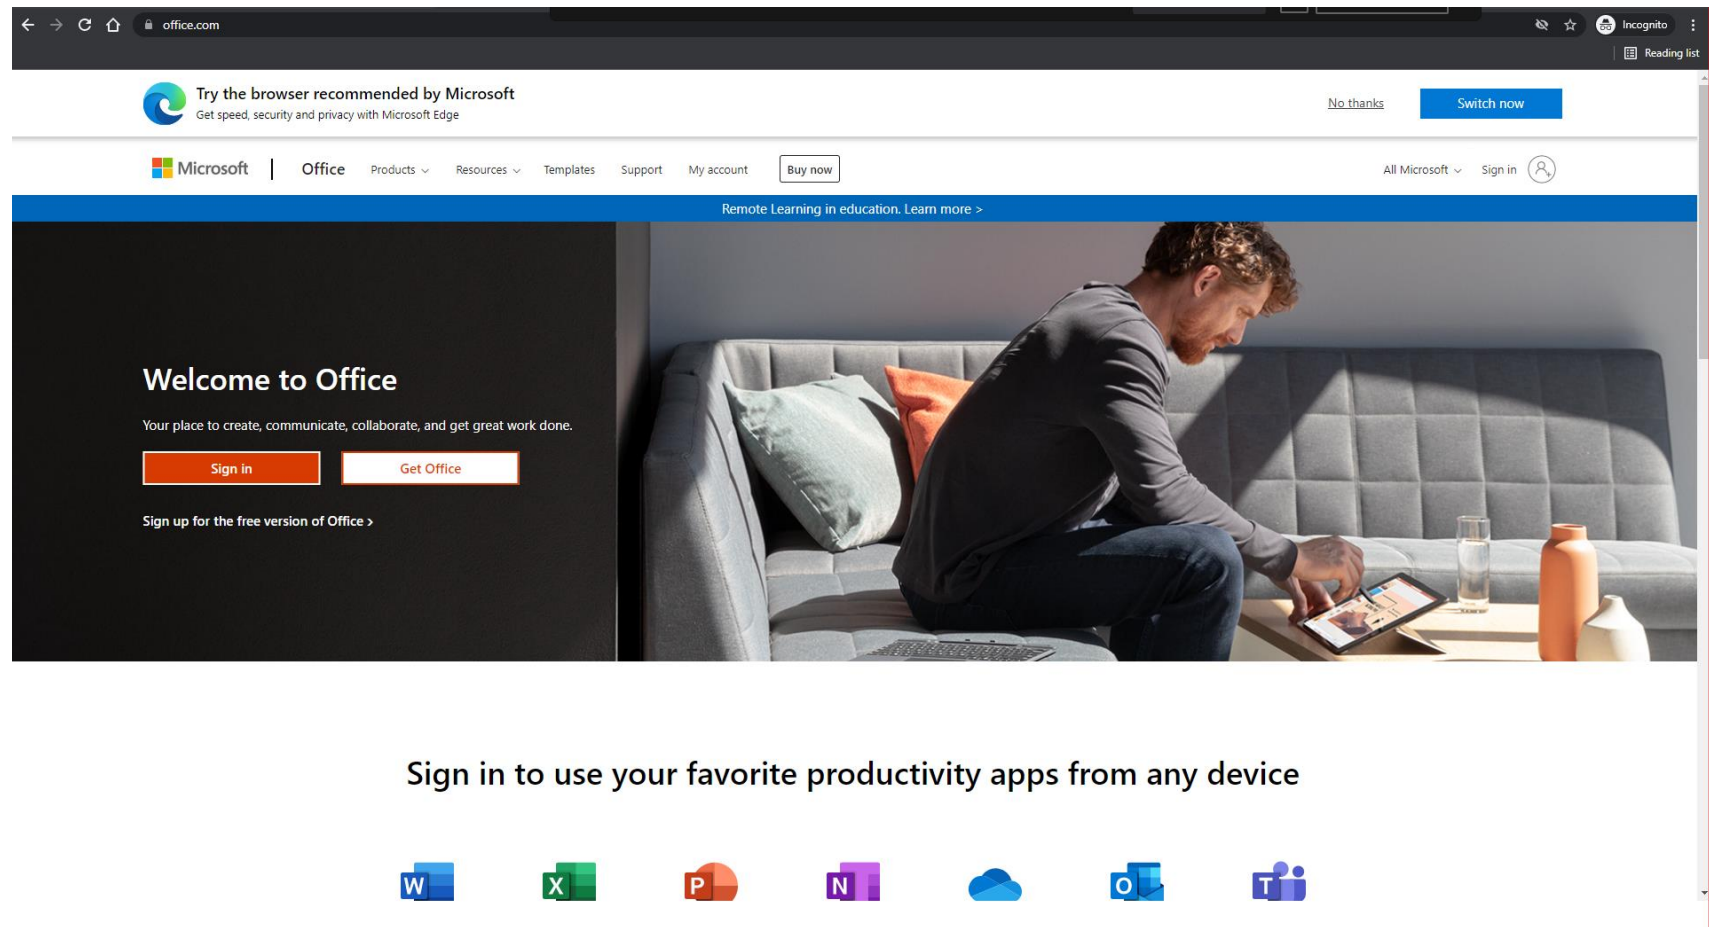 office.com
Incognito
Reading list
Try the browser recommended by Microsoft
Get speed, security and privacy with Microsoft Edge
No thanks
Switch now
Microsoft
Office
Products
Resources
Templates
Support
My account
Buy now
All Microsoft
Sign in
Remote Learning in education. Learn more >
Welcome to Office
Your place to create, communicate, collaborate, and get great work done.
Sign in
Get Office
Sign up for the free version of Office >
Sign in to use your favorite productivity apps from any device
W
X
P
N
O
T